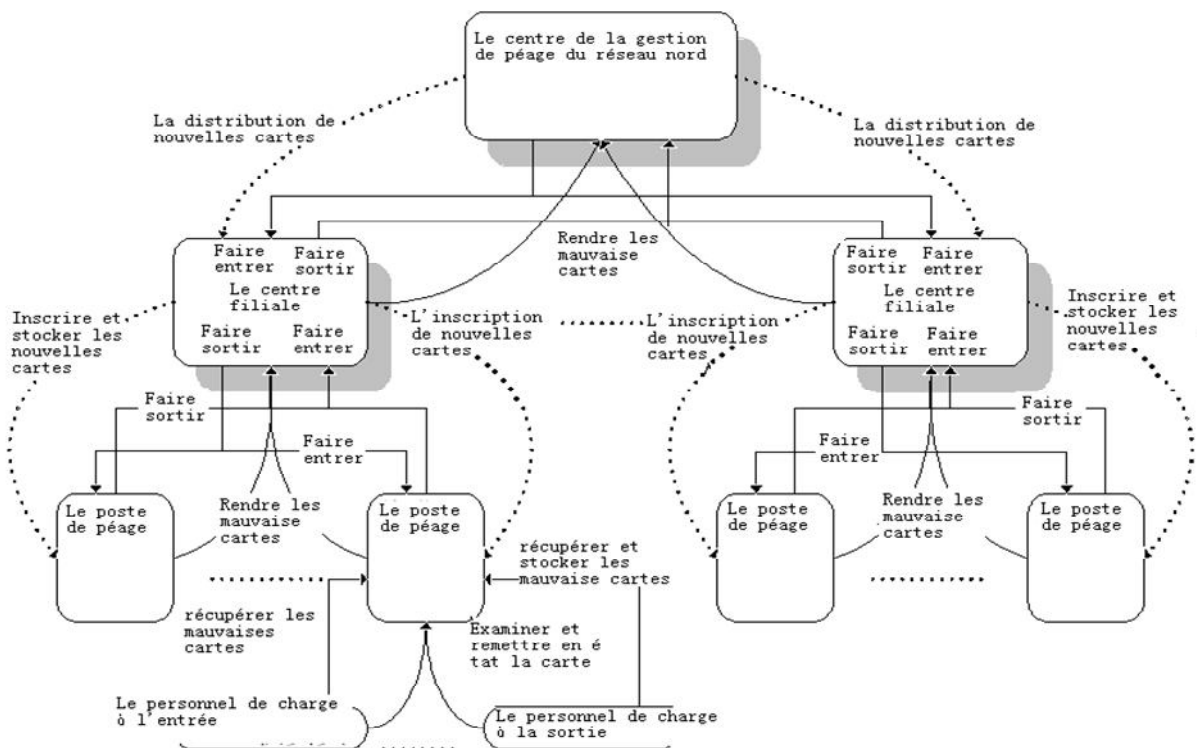 Le centre de la gestion
de péage du réseau nord
La distribution de
nouvelles cartes
La distribution de
nouvelles cartes
Rendre les
mauvaise
cartes
Faire
entrer
Faire
sortir
Le centre
filiale
Faire
sortir
Faire
entrer
Faire
sortir
Faire
entrer
Le centre
filiale
Faire
sortir
Faire
entrer
Inscrire et
stocker les
nouvelles
cartes
L'inscription
de nouvelles
cartes
L'inscription
de nouvelles
cartes
Inscrire et
stocker les
nouvelles
cartes
Faire
sortir
Faire
entrer
Faire
sortir
Faire
entrer
Le poste
de péage
Rendre les
mauvaise
cartes
Le poste
de péage
Le poste
de péage
Rendre les
mauvaise
cartes
Le poste
de péage
récupérer et
stocker les
mauvaise cartes
récupérer les
mauvaises
cartes
Examiner et
remettre en é
tat la carte
Le personnel de charge
à l'entrée
Le personnel de charge
à la sortie